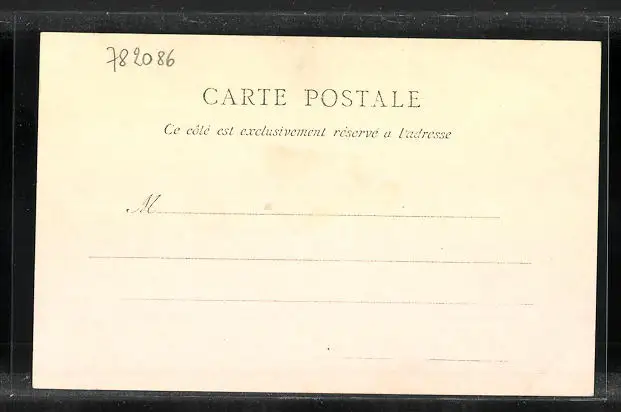 782086
CARTE POSTALE
Ce côté est exclusivement réservé a l'adresse
M